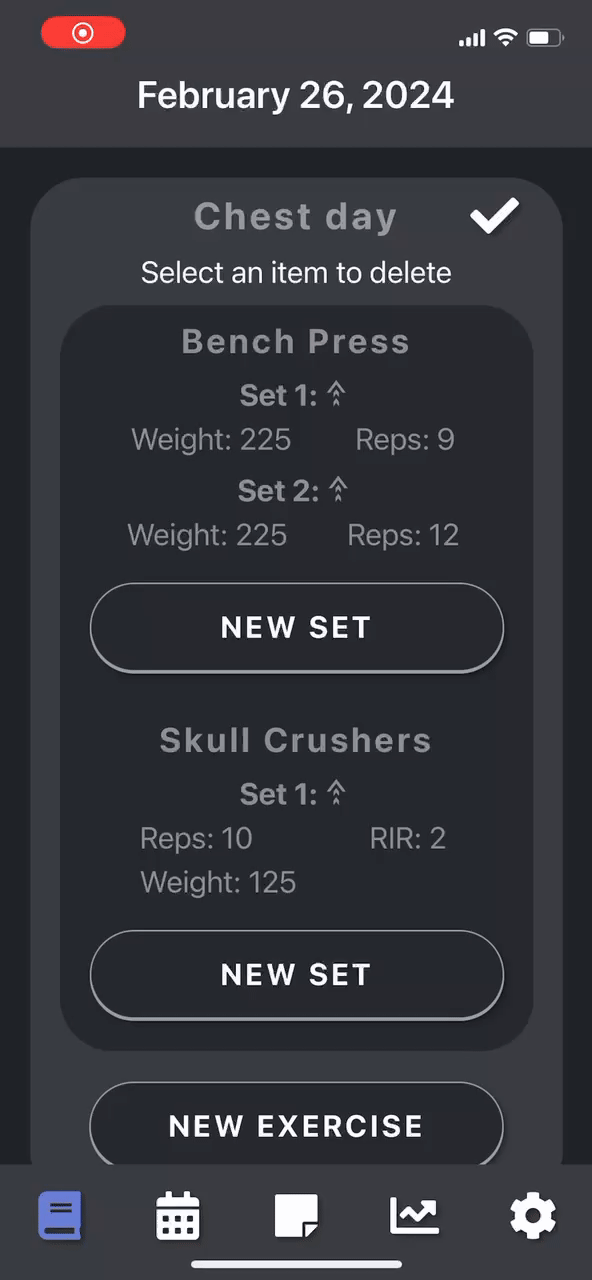 February 26, 2024
Chest day
Select an item to delete
Bench Press
Set 1:
Weight: 225 Reps: 9
Set 2:
Weight: 225 Reps: 12
NEW SET
Skull Crushers
Set 1:
Reps: 10 RIR: 2
Weight: 125
NEW SET
NEW EXERCISE